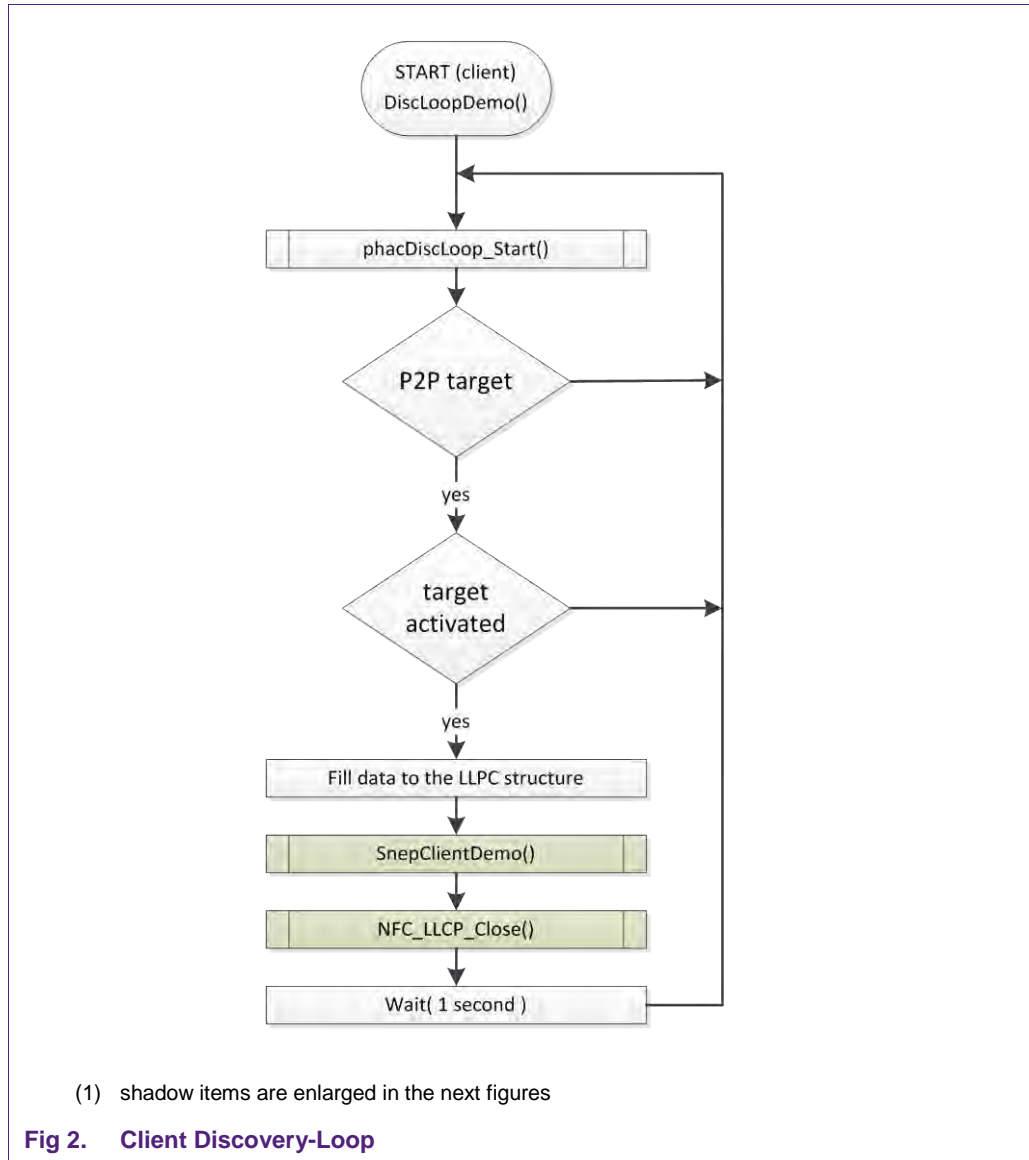 START (client)
DiscLoopDemo()
phacDiscLoop_Start()
P2P target
yes
target
activated
yes
Fill data to the LLPC structure
SnepClientDemo()
NFC_LLCP_Close()
Wait( 1 second )
(1) shadow items are enlarged in the next figures
Fig 2. Client Discovery-Loop